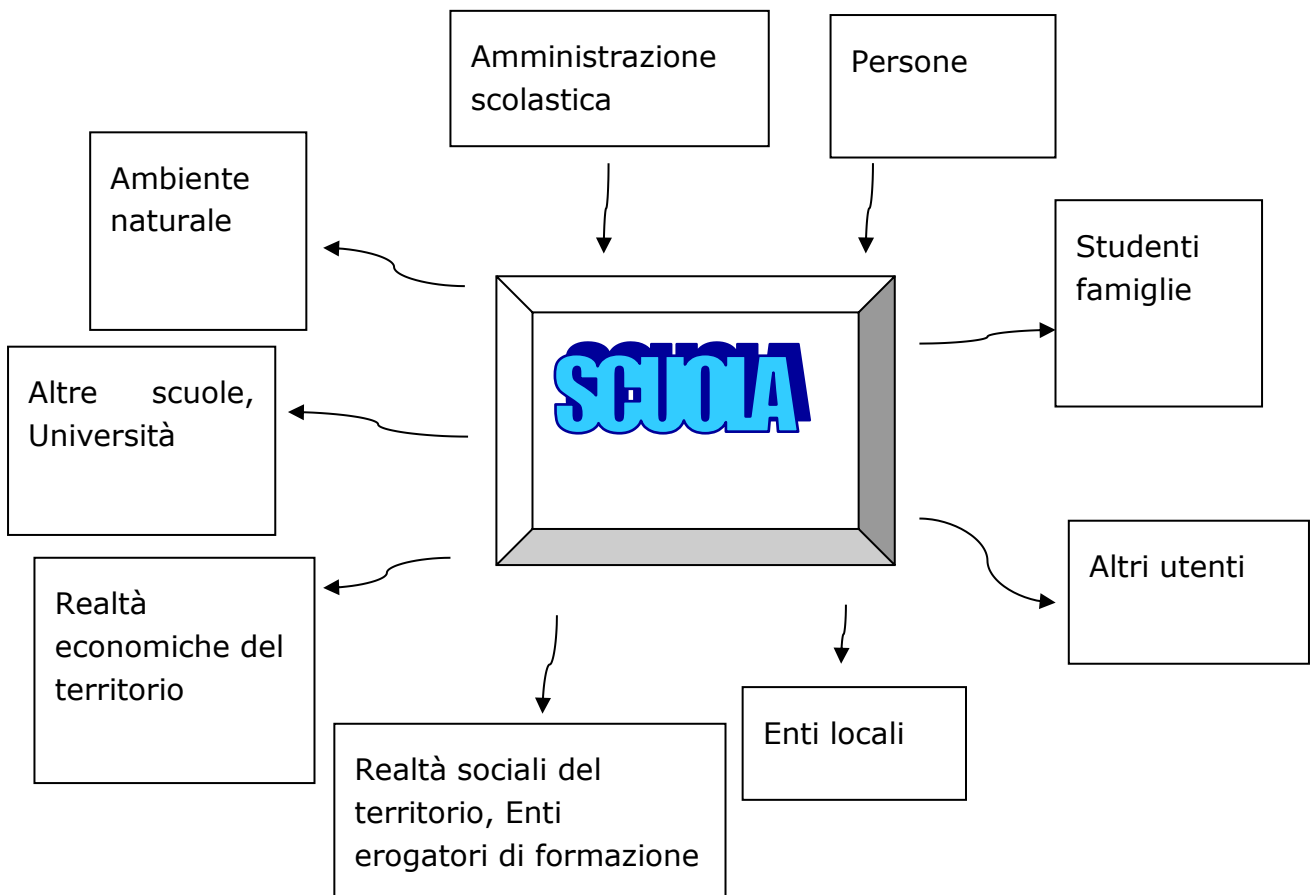 Amministrazione
scolastica
Persone
Ambiente
naturale
Studenti
famiglie
SCUOLA
Altre scuole,
Università
Altri utenti
Realtà
economiche del
territorio
Enti locali
Realtà sociali del
territorio, Enti
erogatori di formazione